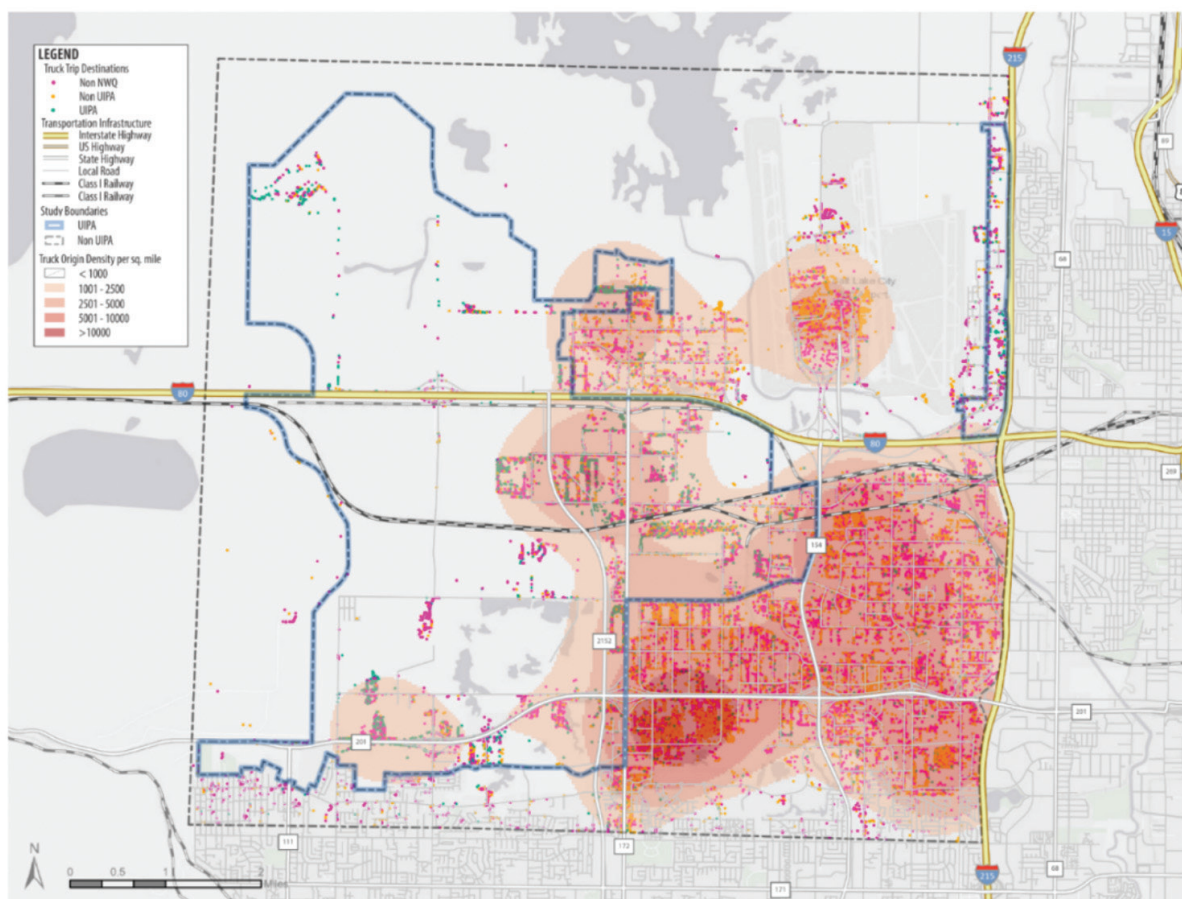 LEGEND
Truck Trip Destinations
Non NWQ
Non UIPA
UIPA
Transportation Infrastructure
Interstate Highway
US Highway
State Highway
Local Road
Class I Railway
Class I Railway
Study Boundaries
UIPA
Non UIPA
Truck Origin Density per sq. mile
< 1000
1001 - 2500
2501 - 5000
5001 - 10000
>10000
215
89
15
68
Lake City
80
80
269
154
2152
201
201
111
172
68
171
215
N
0 0.5 1 2
Miles